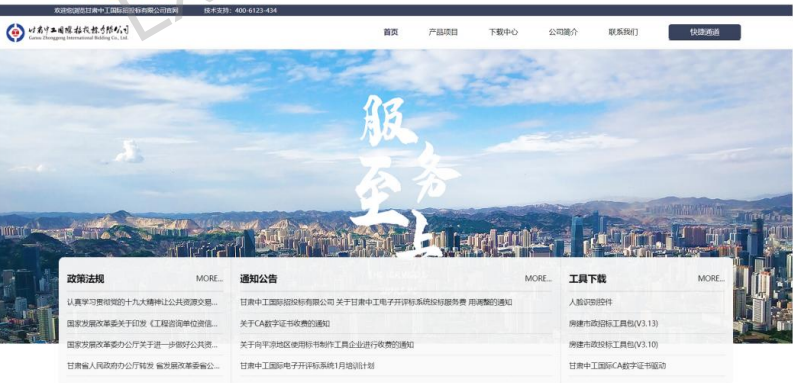 欢迎您浏览甘肃中工国际招投标有限公司官网 技术支持：400-6123-434
甘肃中工国际招投标有限公司
Gansu Zhonggong International Bidding Co., Ltd.
首页 产品项目 下载中心 公司简介 联系我们 快捷通道
服务
至上
政策法规 MORE...
认真学习贯彻党的十九大精神让公共资源交易...
国家发展改革委关于印发《工程咨询单位资信...
国家发展改革委办公厅关于进一步做好公共资...
甘肃省人民政府办公厅转发 省发展改革委省公...
通知公告 MORE...
甘肃中工国际招投标有限公司 关于甘肃中工电子开评标系统投标服务费 用调整的通知
关于CA数字证书收费的通知
关于向平凉地区使用标书制作工具企业进行收费的通知
甘肃中工国际电子开评标系统1月培训计划
工具下载 MORE...
人脸识别控件
房建市政招标工具包(V3.13)
房建市政投标工具包(V3.10)
甘肃中工国际CA数字证书驱动